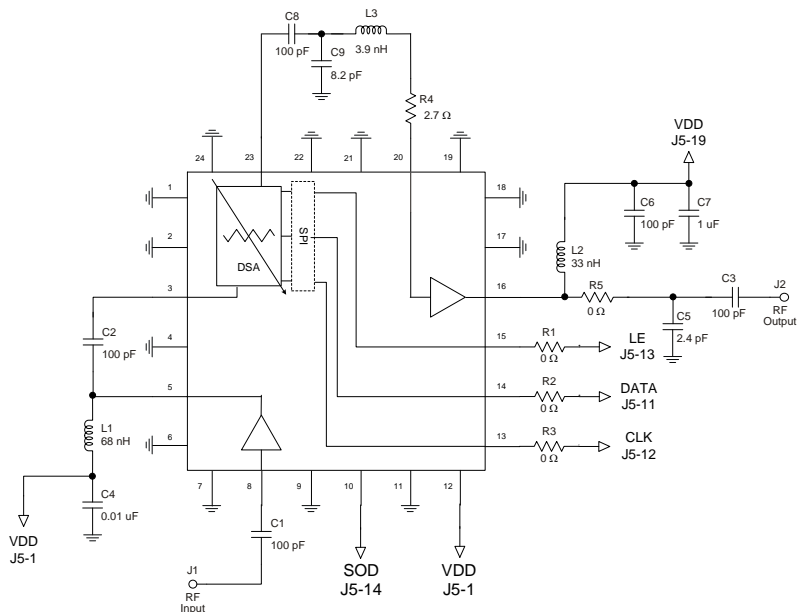 C8
100 pF
L3
3.9 nH
C9
8.2 pF
R4
2.7 Ω
VDD
J5-19
24
23
22
21
20
19
1
2
3
4
5
6
18
17
16
15
14
13
7
8
9
10
11
12
DSA
SPI
C6
100 pF
C7
1 uF
L2
33 nH
R5
0 Ω
C5
2.4 pF
C3
100 pF
J2
RF
Output
C2
100 pF
L1
68 nH
C4
0.01 uF
VDD
J5-1
R1
0 Ω
LE
J5-13
R2
0 Ω
DATA
J5-11
R3
0 Ω
CLK
J5-12
C1
100 pF
J1
RF
Input
SOD
J5-14
VDD
J5-1